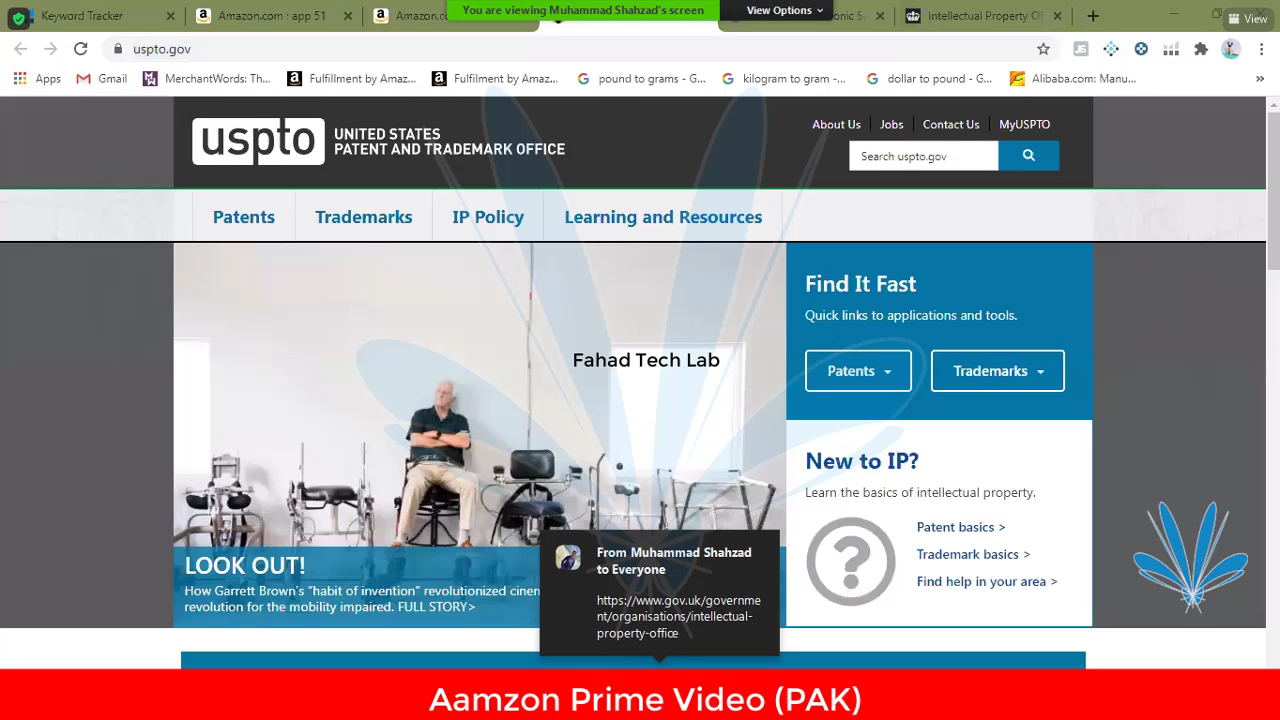 Keyword Tracker
Amazon.com : app 51
Amazon.co
You are viewing Muhammad Shahzad's screen
View Options
onic S
Intellectual Property O
View
uspto.gov
Apps
Gmail
MerchantWords: Th...
Fulfillment by Amaz...
Fulfilment by Amaz...
pound to grams - G...
kilogram to gram -...
dollar to pound - G...
Alibaba.com: Manu...
»
uspto
UNITED STATES
PATENT AND TRADEMARK OFFICE
About Us
Jobs
Contact Us
MyUSPTO
Search uspto.gov
Patents
Trademarks
IP Policy
Learning and Resources
Find It Fast
Quick links to applications and tools.
Patents
Trademarks
Fahad Tech Lab
New to IP?
Learn the basics of intellectual property.
Patent basics >
Trademark basics >
Find help in your area >
LOOK OUT!
How Garrett Brown's “habit of invention” revolutionized cinem
revolution for the mobility impaired. FULL STORY>
From Muhammad Shahzad
to Everyone
https://www.gov.uk/governme
nt/organisations/intellectual-
property-office
Aamzon Prime Video (PAK)